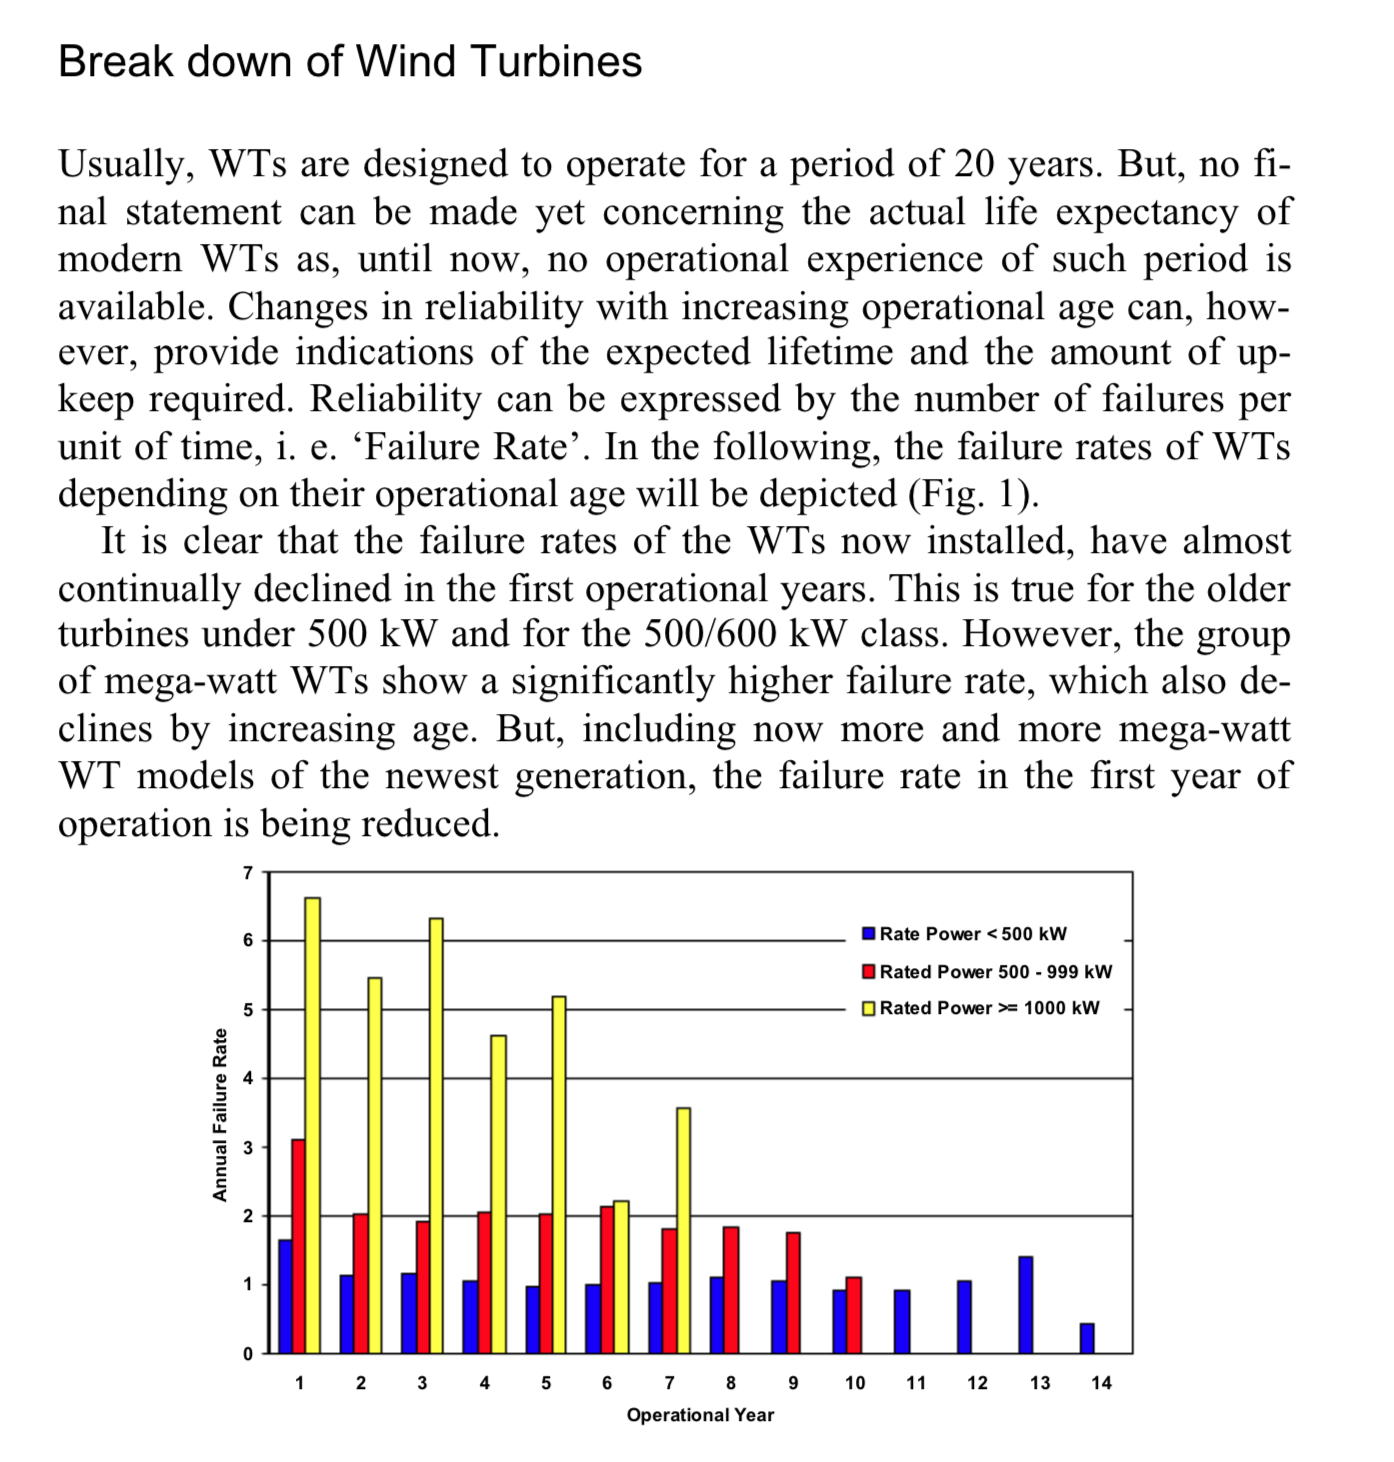 Break down of Wind Turbines
Usually, WTs are designed to operate for a period of 20 years. But, no fi-
nal statement can be made yet concerning the actual life expectancy of
modern WTs as, until now, no operational experience of such period is
available. Changes in reliability with increasing operational age can, how-
ever, provide indications of the expected lifetime and the amount of up-
keep required. Reliability can be expressed by the number of failures per
unit of time, i. e. ‘Failure Rate’. In the following, the failure rates of WTs
depending on their operational age will be depicted (Fig. 1).
It is clear that the failure rates of the WTs now installed, have almost
continually declined in the first operational years. This is true for the older
turbines under 500 kW and for the 500/600 kW class. However, the group
of mega-watt WTs show a significantly higher failure rate, which also de-
clines by increasing age. But, including now more and more mega-watt
WT models of the newest generation, the failure rate in the first year of
operation is being reduced.
7
6
5
4
3
2
1
0
Annual Failure Rate
Rate Power < 500 kW
Rated Power 500 - 999 kW
Rated Power >= 1000 kW
1 2 3 4 5 6 7 8 9 10 11 12 13 14
Operational Year